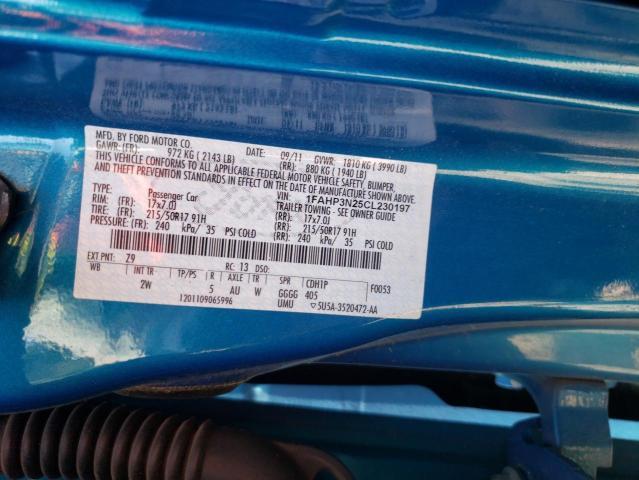 MFD. BY FORD MOTOR CO.
DATE: 09/11 GVWR: 1810 KG ( 3990 LB)
GAWR: (FR): 972 KG ( 2143 LB) (RR): 880 KG ( 1940 LB)
THIS VEHICLE CONFORMS TO ALL APPLICABLE FEDERAL MOTOR VEHICLE SAFETY, BUMPER,
AND THEFT PREVENTION STANDARDS IN EFFECT ON THE DATE OF MANUFACTURE SHOWN ABOVE.
VIN: 1FAHP3N25CL230197
TYPE: Passenger Car TRAILER TOWING - SEE OWNER GUIDE
RIMS: (FR): 17x7.0J (RR): 17x7.0J
TIRES: (FR): 215/50R17 91H (RR): 215/50R17 91H
PRESSURE: (FR): 240 kPa/ 35 PSI COLD (RR): 240 kPa/ 35 PSI COLD
EXT PNT: Z9 RC: 13 DSO: F0053
WB INT TR TP/PS R AXLE TR SPR CDH1P
2W 5 AU W GGGG 405
1201109065996 UMU 5U5A-3520472-AA